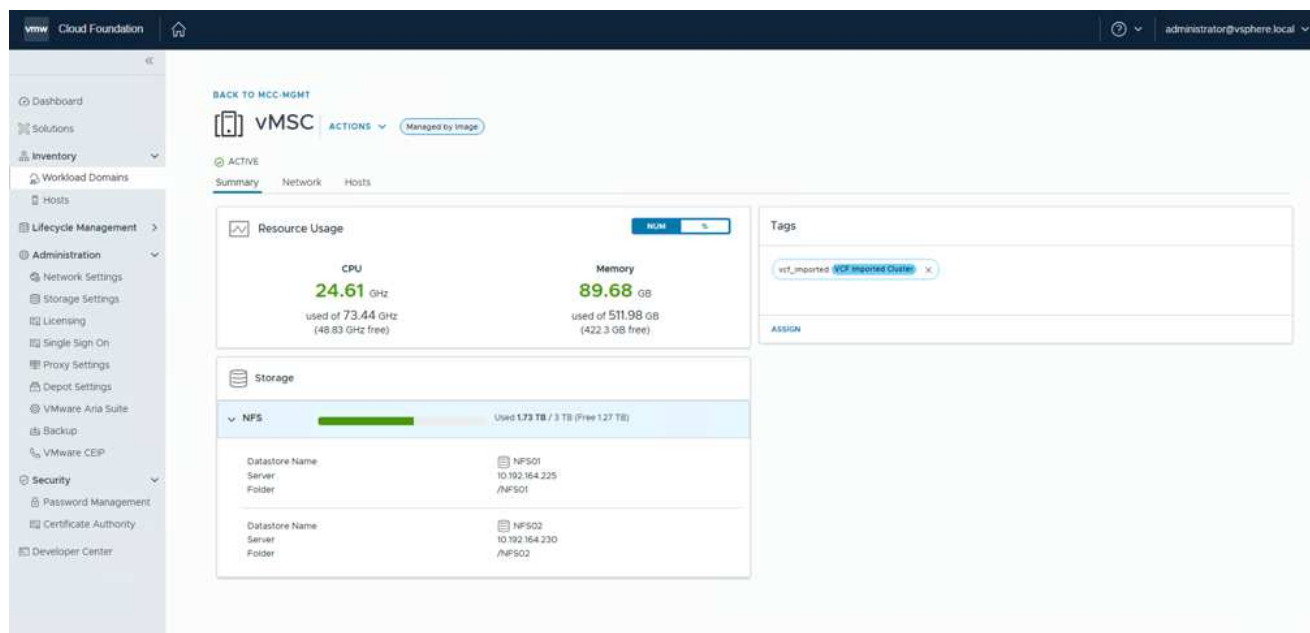 vmw Cloud Foundation
administrator@vsphere.local
Dashboard
Solutions
Inventory
Workload Domains
Hosts
Lifecycle Management
Administration
Network Settings
Storage Settings
Licensing
Single Sign On
Proxy Settings
Depot Settings
VMware Aria Suite
Backup
VMware CEIP
Security
Password Management
Certificate Authority
Developer Center
BACK TO MCC-MGMT
vMSC ACTIONS Managed by Image
ACTIVE
Summary Network Hosts
Resource Usage NUM %
CPU
24.61 GHz
used of 73.44 GHz
(48.83 GHz free)
Memory
89.68 GB
used of 511.98 GB
(422.3 GB free)
Storage
NFS Used 1.73 TB / 3 TB (Free 1.27 TB)
Datastore Name NFS01
Server 10.192.164.225
Folder /NFS01
Datastore Name NFS02
Server 10.192.164.230
Folder /NFS02
Tags
vcf_imported VCF Imported Cluster
ASSIGN